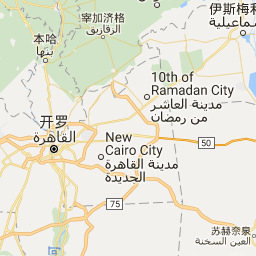 宰加济格
الزقازيق
伊斯梅利
سماعيلية
本哈
بنها
10th of
Ramadan City
مدينة العاشر
من رمضان
开罗
القاهرة
50
New
Cairo City
مدينة القاهرة
الجديدة
75
苏赫奈泉
العين السخنة